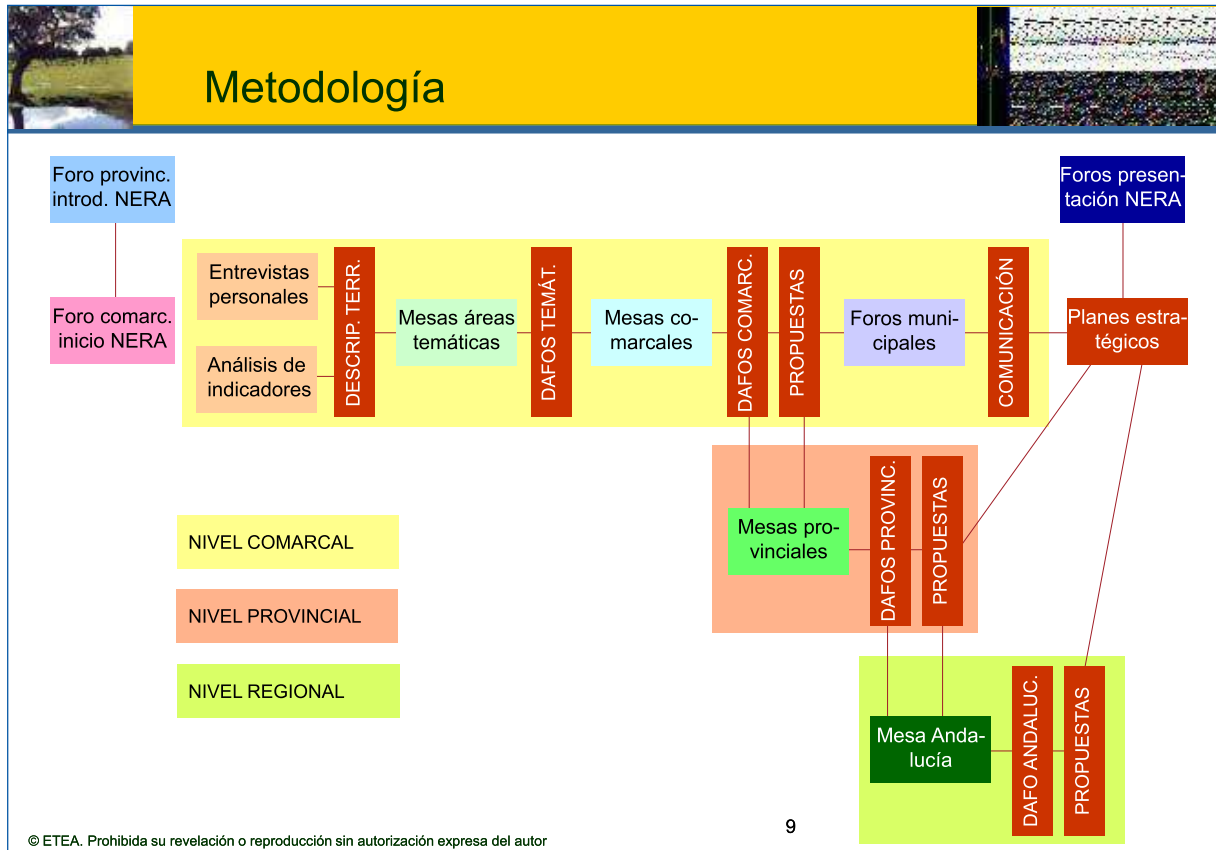 Metodología
Foro provinc.
introd. NERA
Foros presen-
tación NERA
Entrevistas
personales
Foro comarc.
inicio NERA
Análisis de
indicadores
DESCRIP. TERR.
Mesas áreas
temáticas
DAFOS TEMÁT.
Mesas co-
marcales
DAFOS COMARC.
PROPUESTAS
Foros muni-
cipales
COMUNICACIÓN
Planes estra-
tégicos
Mesas pro-
vinciales
DAFOS PROVINC.
PROPUESTAS
NIVEL COMARCAL
NIVEL PROVINCIAL
NIVEL REGIONAL
Mesa Anda-
lucía
DAFO ANDALUC.
PROPUESTAS
9
© ETEA. Prohibida su revelación o reproducción sin autorización expresa del autor